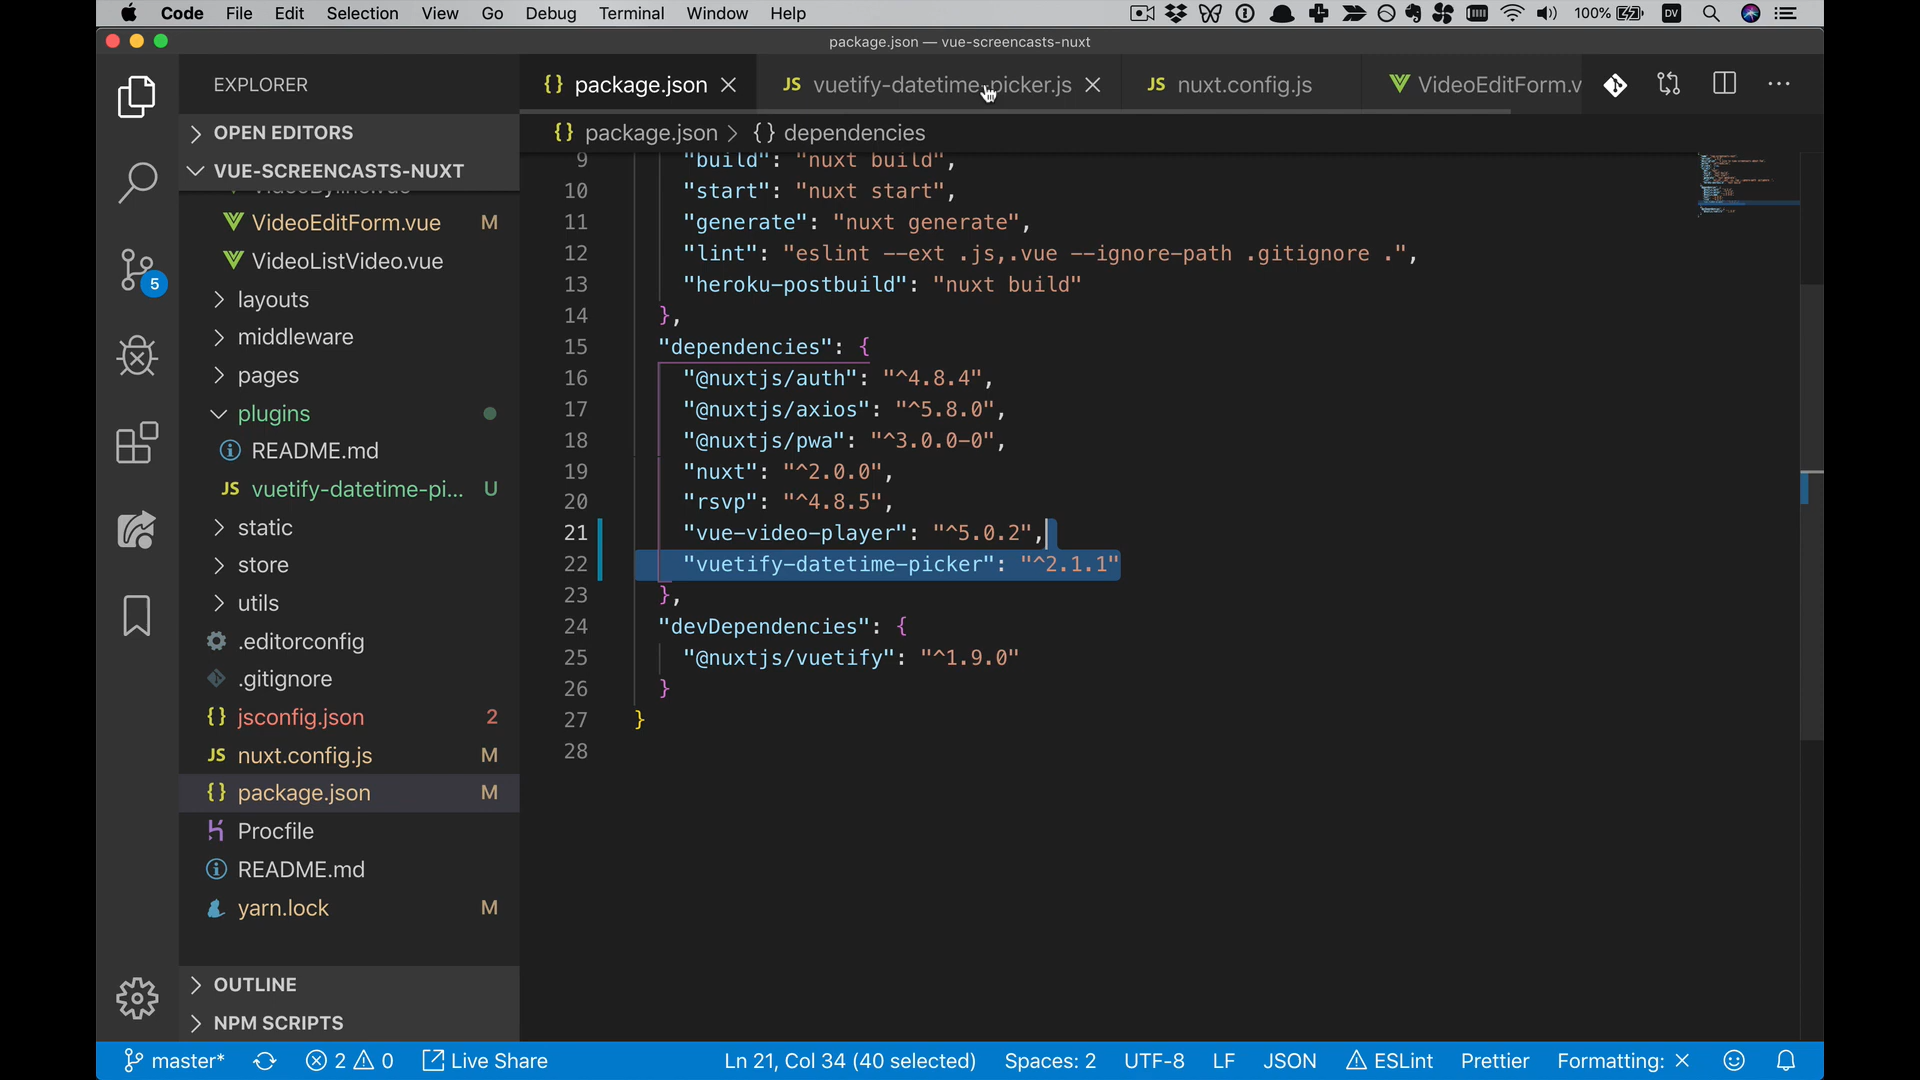 Code File Edit Selection View Go Debug Terminal Window Help 100% DV
package.json — vue-screencasts-nuxt
EXPLORER
OPEN EDITORS
VUE-SCREENCASTS-NUXT
VideoEditForm.vue M
VideoListVideo.vue
layouts
middleware
pages
plugins
README.md
JS vuetify-datetime-pi... U
static
store
utils
.editorconfig
.gitignore
{} jsconfig.json 2
JS nuxt.config.js M
{} package.json M
Procfile
README.md
yarn.lock M
OUTLINE
NPM SCRIPTS
5
{} package.json JS vuetify-datetime-picker.js JS nuxt.config.js VideoEditForm.v
{} package.json > {} dependencies
9 "build": "nuxt build",
10 "start": "nuxt start",
11 "generate": "nuxt generate",
12 "lint": "eslint --ext .js,.vue --ignore-path .gitignore .",
13 "heroku-postbuild": "nuxt build"
14 },
15 "dependencies": {
16 "@nuxtjs/auth": "^4.8.4",
17 "@nuxtjs/axios": "^5.8.0",
18 "@nuxtjs/pwa": "^3.0.0-0",
19 "nuxt": "^2.0.0",
20 "rsvp": "^4.8.5",
21 "vue-video-player": "^5.0.2",
22 "vuetify-datetime-picker": "^2.1.1"
23 },
24 "devDependencies": {
25 "@nuxtjs/vuetify": "^1.9.0"
26 }
27 }
28
master* 2 0 Live Share Ln 21, Col 34 (40 selected) Spaces: 2 UTF-8 LF JSON ESLint Prettier Formatting: ×